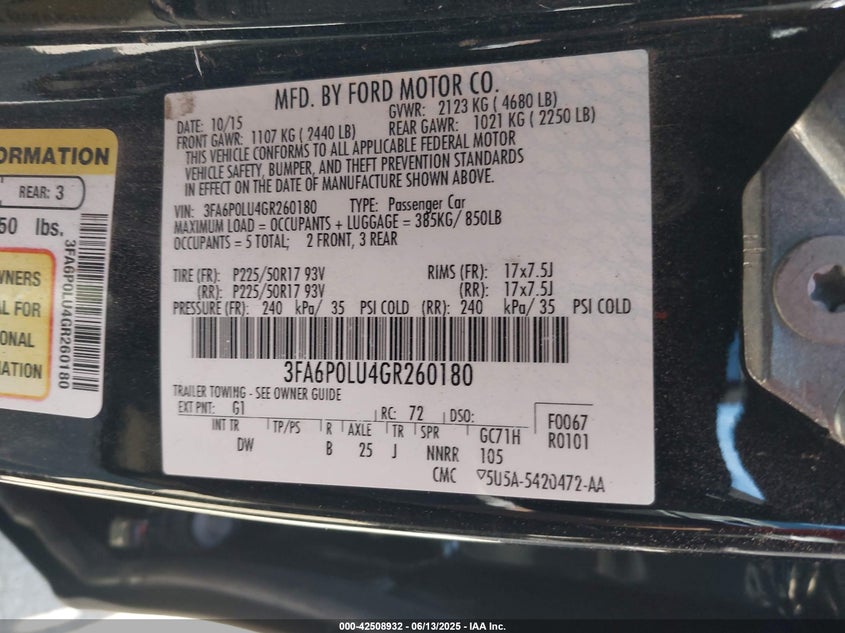 MFD. BY FORD MOTOR CO.
DATE: 10/15 GVWR: 2123 KG ( 4680 LB)
FRONT GAWR: 1107 KG ( 2440 LB) REAR GAWR: 1021 KG ( 2250 LB)
THIS VEHICLE CONFORMS TO ALL APPLICABLE FEDERAL MOTOR
VEHICLE SAFETY, BUMPER, AND THEFT PREVENTION STANDARDS
IN EFFECT ON THE DATE OF MANUFACTURE SHOWN ABOVE.
VIN: 3FA6P0LU4GR260180 TYPE: Passenger Car
MAXIMUM LOAD = OCCUPANTS + LUGGAGE = 385KG/ 850LB
OCCUPANTS = 5 TOTAL; 2 FRONT, 3 REAR
TIRE (FR): P225/50R17 93V RIMS (FR): 17x7.5J
(RR): P225/50R17 93V (RR): 17x7.5J
PRESSURE (FR): 240 kPa/ 35 PSI COLD (RR): 240 kPa/ 35 PSI COLD
3FA6P0LU4GR260180
TRAILER TOWING - SEE OWNER GUIDE
EXT PNT: G1 RC: 72 DSO:
INT TR TP/PS R AXLE TR SPR GC71H
DW B 25 J NNRR 105
CMC 5U5A-5420472-AA
F0067
R0101
ORMATION
REAR: 3
50 lbs.
WNERS
AL FOR
ONAL
MATION
3FA6P0LU4GR260180
000-42508932 - 06/13/2025 - IAA Inc.